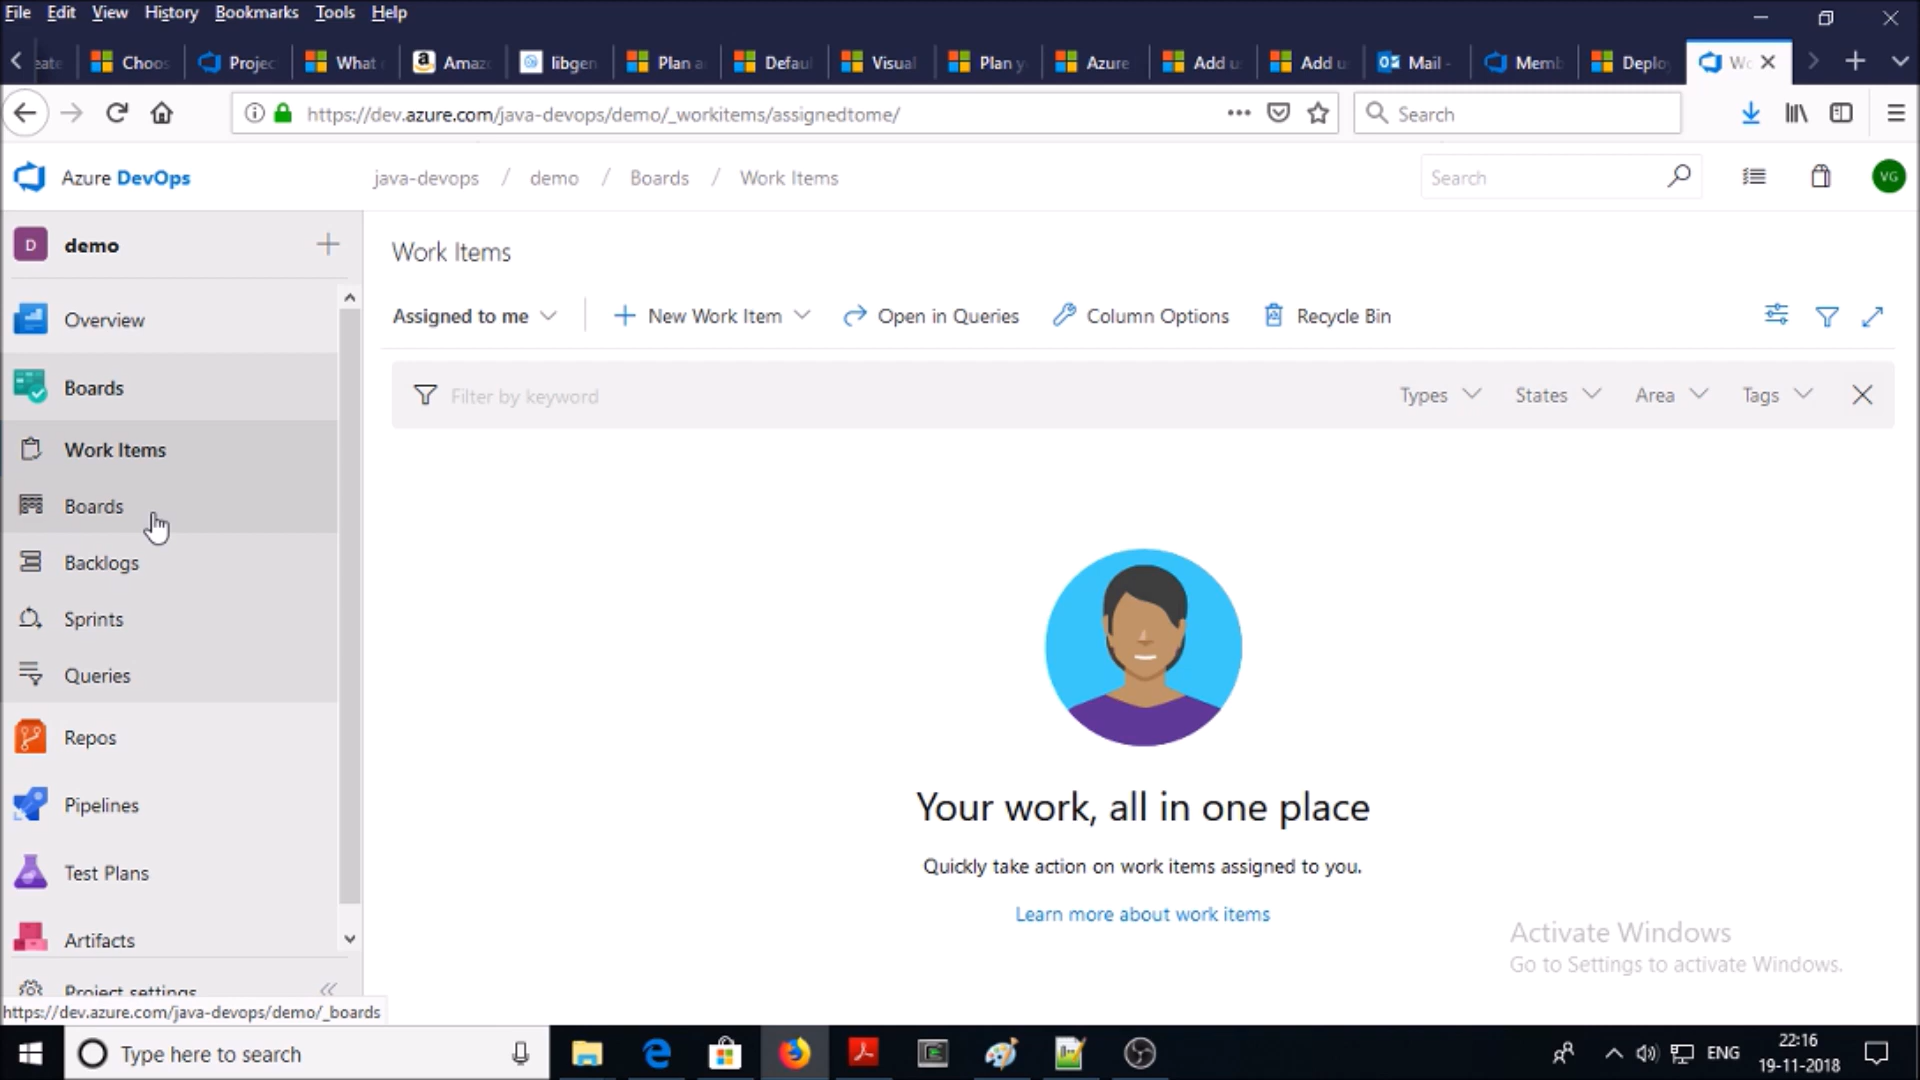 File Edit View History Bookmarks Tools Help
eate Choos Projec What Amaz libgen Plan a Defau Visual Plan y Azure Add u Add u Mail - Memb Deplo Wo
https://dev.azure.com/java-devops/demo/_workitems/assignedtome/ Search
Azure DevOps java-devops / demo / Boards / Work Items Search VG
D demo
Work Items
Overview
Assigned to me New Work Item Open in Queries Column Options Recycle Bin
Boards
Filter by keyword Types States Area Tags
Work Items
Boards
Backlogs
Sprints
Queries
Repos
Pipelines
Test Plans
Artifacts
Project settings
Your work, all in one place
Quickly take action on work items assigned to you.
Learn more about work items
Activate Windows
Go to Settings to activate Windows.
https://dev.azure.com/java-devops/demo/_boards
Type here to search ENG 22:16
19-11-2018